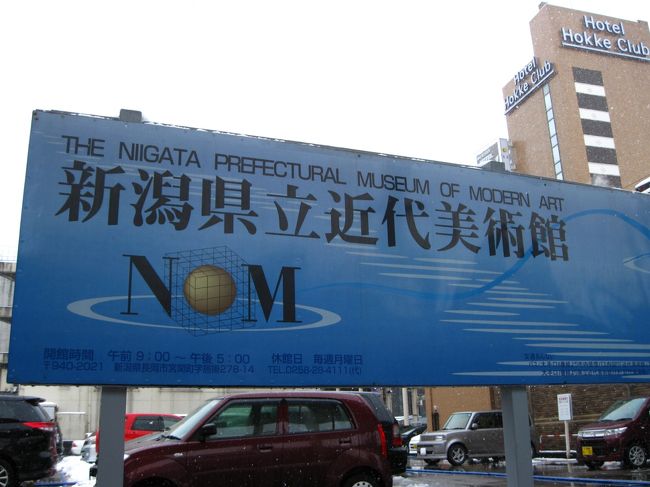 Hotel
Hokke Club
Hotel
Hokke Club
THE NIIGATA PREFECTURAL MUSEUM OF MODERN ART
新潟県立近代美術館
NOM
開館時間 午前9:00～午後5:00 休館日 毎週月曜日
〒940-2021 新潟県長岡市宮関町字堤東278-14 TEL.0258-28-4111(代)